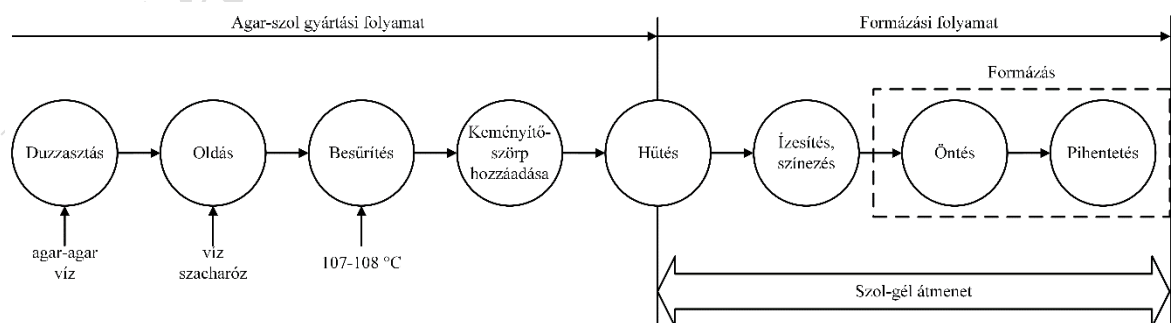 Agar-szol gyártási folyamat
Formázási folyamat
Formázás
Duzzasztás
Oldás
Besűrítés
Keményítő-
szörp
hozzáadása
Hűtés
Ízesítés,
színezés
Öntés
Pihentetés
agar-agar
víz
víz
szacharóz
107-108 °C
Szol-gél átmenet